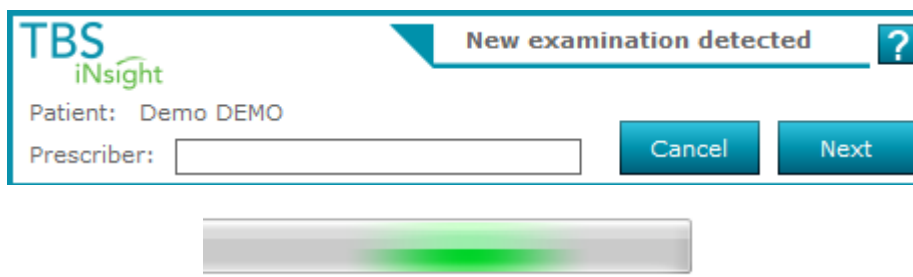 TBS
iNsight
New examination detected
?
Patient: Demo DEMO
Prescriber:
Cancel
Next